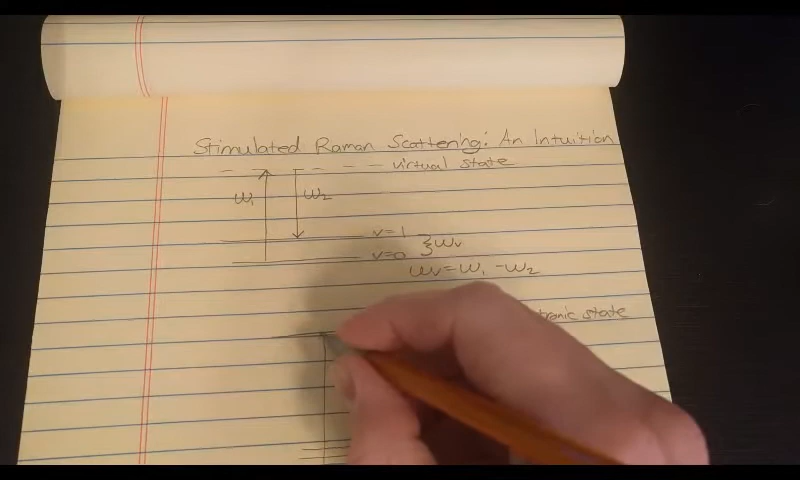 Stimulated Raman Scattering: An Intuition
virtual state
ω₁ ω₂
v=1
v=0 } ωv
ωv=ω₁-ω₂
state